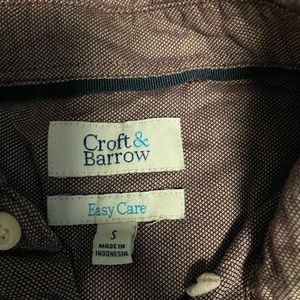 Croft&
Barrow
Easy Care
S
MADE IN
INDONESIA